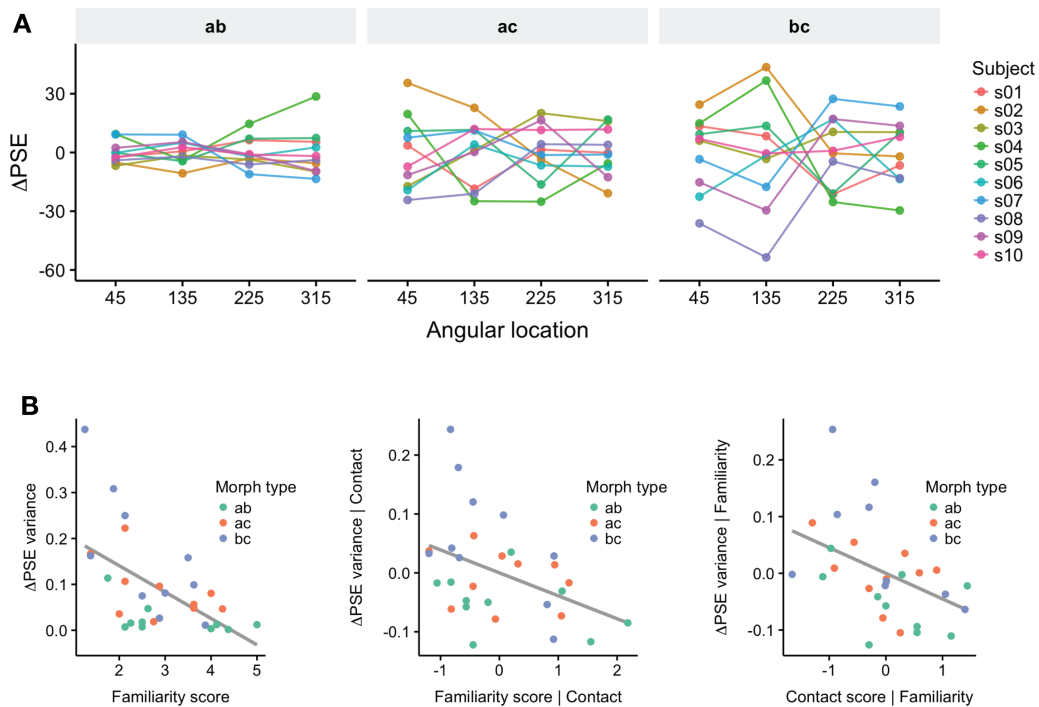 A
ab ac bc
ΔPSE
30
0
-30
-60
45 135 225 315 45 135 225 315 45 135 225 315
Angular location
Subject
s01
s02
s03
s04
s05
s06
s07
s08
s09
s10
B
ΔPSE variance
0.4
0.3
0.2
0.1
0.0
2 3 4 5
Familiarity score
Morph type
ab
ac
bc
ΔPSE variance | Contact
0.2
0.1
0.0
-0.1
-1 0 1 2
Familiarity score | Contact
Morph type
ab
ac
bc
ΔPSE variance | Familiarity
0.2
0.1
0.0
-0.1
-1 0 1
Contact score | Familiarity
Morph type
ab
ac
bc